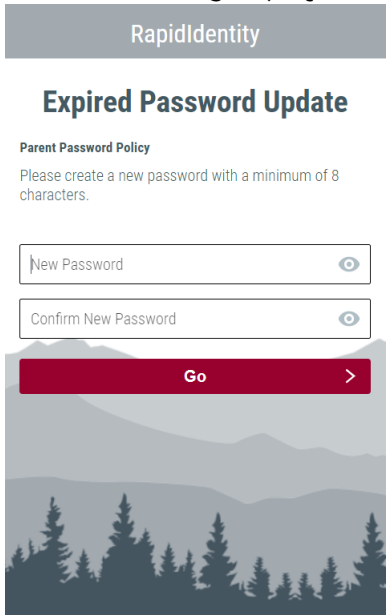 RapidIdentity
Expired Password Update
Parent Password Policy
Please create a new password with a minimum of 8
characters.
New Password
Confirm New Password
Go